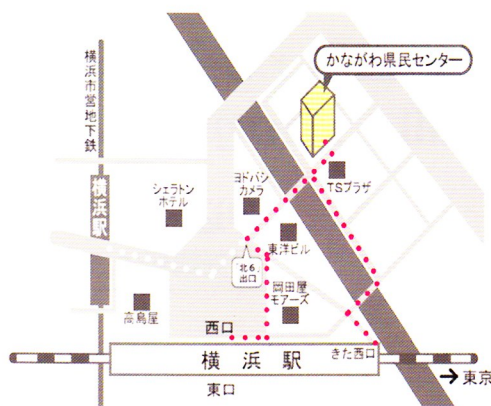 かながわ県民センター
横浜市営地下鉄
横浜駅
シェラトン
ホテル
ヨドバシ
カメラ
TSプラザ
東洋ビル
北6
出口
岡田屋
モアーズ
高島屋
西口
きた西口
横浜駅
東口
→東京